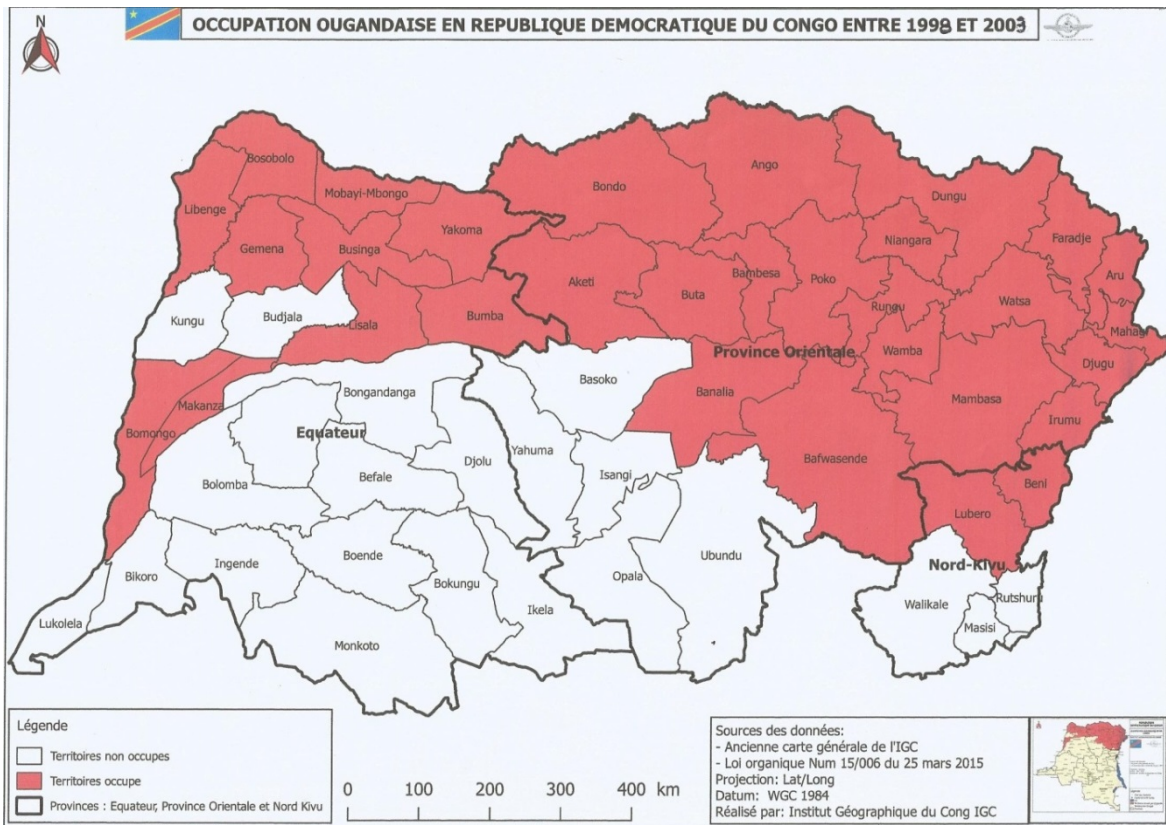 OCCUPATION OUGANDAISE EN REPUBLIQUE DEMOCRATIQUE DU CONGO ENTRE 1998 ET 2003
Bosobolo
Mobayi-Mbongo
Libenge
Gemena
Businga
Yakoma
Kungu
Budjala
Lisala
Bumba
Makanza
Bomongo
Bondo
Ango
Dungu
Niangara
Faradje
Aru
Aketi
Buta
Bambesa
Poko
Rungu
Watsa
Mahagi
Province Orientale
Wamba
Djugu
Basoko
Banalia
Mambasa
Irumu
Bongandanga
Equateur
Bolomba
Befale
Djolu
Yahuma
Isangi
Bafwasende
Beni
Lubero
Nord-Kivu
Ingende
Boende
Bokungu
Ikela
Opala
Ubundu
Walikale
Rutshuru
Masisi
Bikoro
Lukolela
Monkoto
Légende
Territoires non occupes
Territoires occupe
Provinces : Equateur, Province Orientale et Nord Kivu
0 100 200 300 400 km
Sources des données:
- Ancienne carte générale de l'IGC
- Loi organique Num 15/006 du 25 mars 2015
Projection: Lat/Long
Datum: WGC 1984
Réalisé par: Institut Géographique du Cong IGC